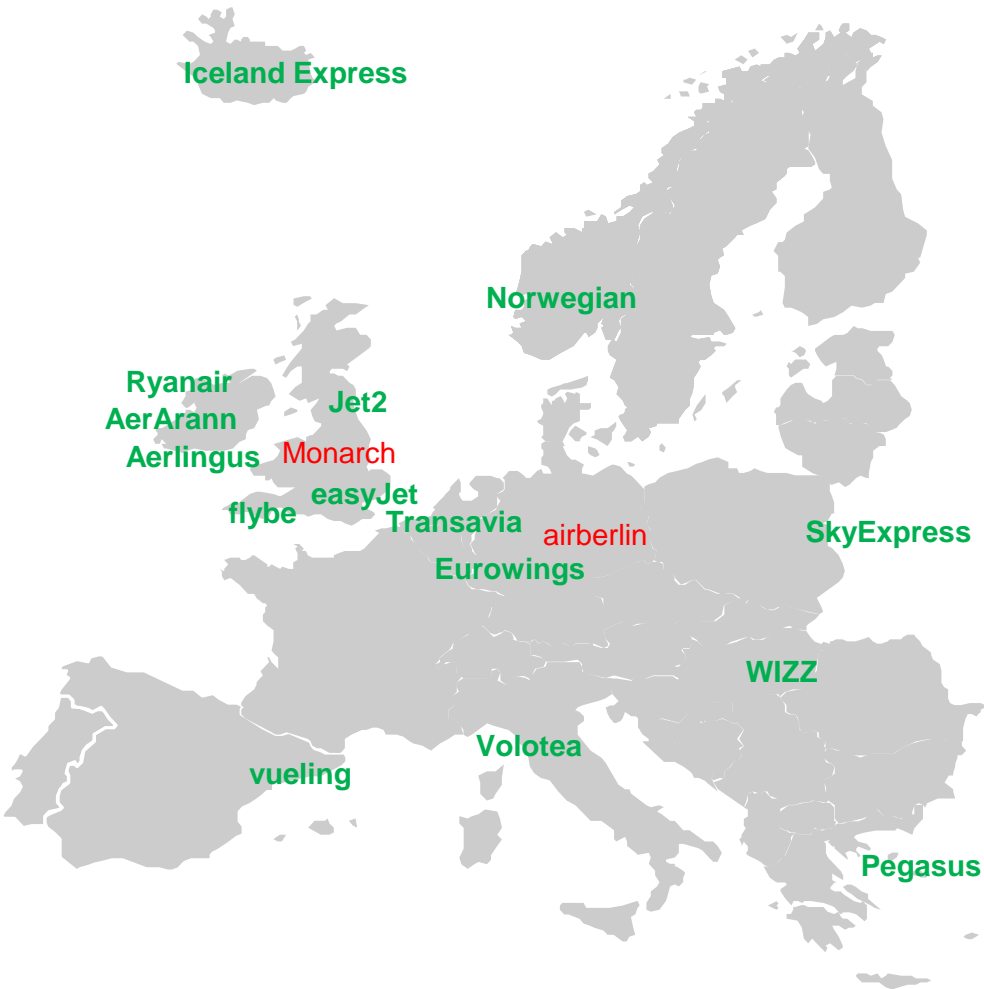 Iceland Express
Norwegian
Ryanair
Jet2
AerArann
Aerlingus
Monarch
easyJet
flybe
Transavia
airberlin
SkyExpress
Eurowings
WIZZ
Volotea
vueling
Pegasus